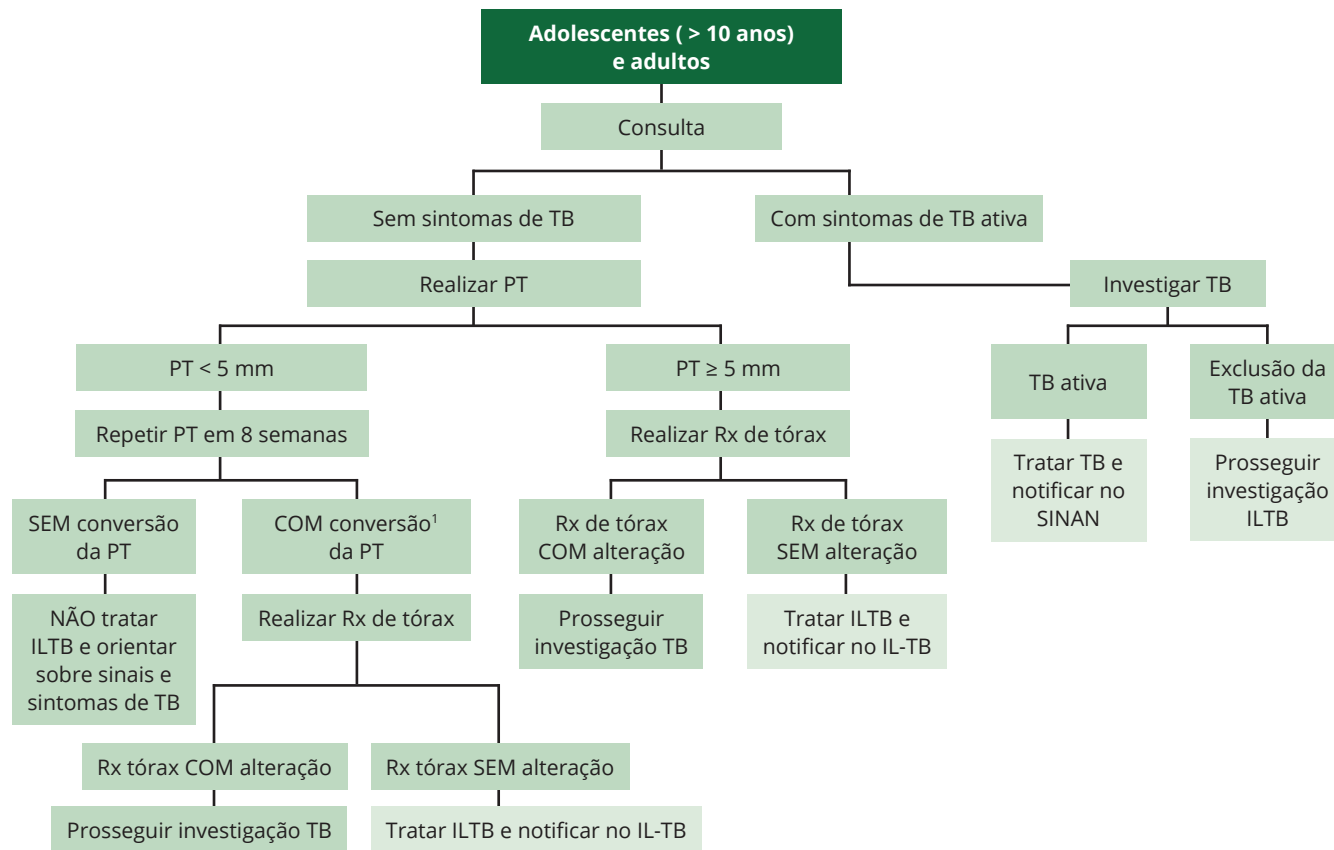 Adolescentes ( > 10 anos)
e adultos
Consulta
Sem sintomas de TB
Com sintomas de TB ativa
Realizar PT
Investigar TB
PT < 5 mm
PT ≥ 5 mm
TB ativa
Exclusão da
TB ativa
Repetir PT em 8 semanas
Realizar Rx de tórax
Tratar TB e
notificar no
SINAN
Prosseguir
investigação
ILTB
SEM conversão
da PT
COM conversão¹
da PT
Rx de tórax
COM alteração
Rx de tórax
SEM alteração
NÃO tratar
ILTB e orientar
sobre sinais e
sintomas de TB
Realizar Rx de tórax
Prosseguir
investigação TB
Tratar ILTB e
notificar no IL-TB
Rx tórax COM alteração
Rx tórax SEM alteração
Prosseguir investigação TB
Tratar ILTB e notificar no IL-TB